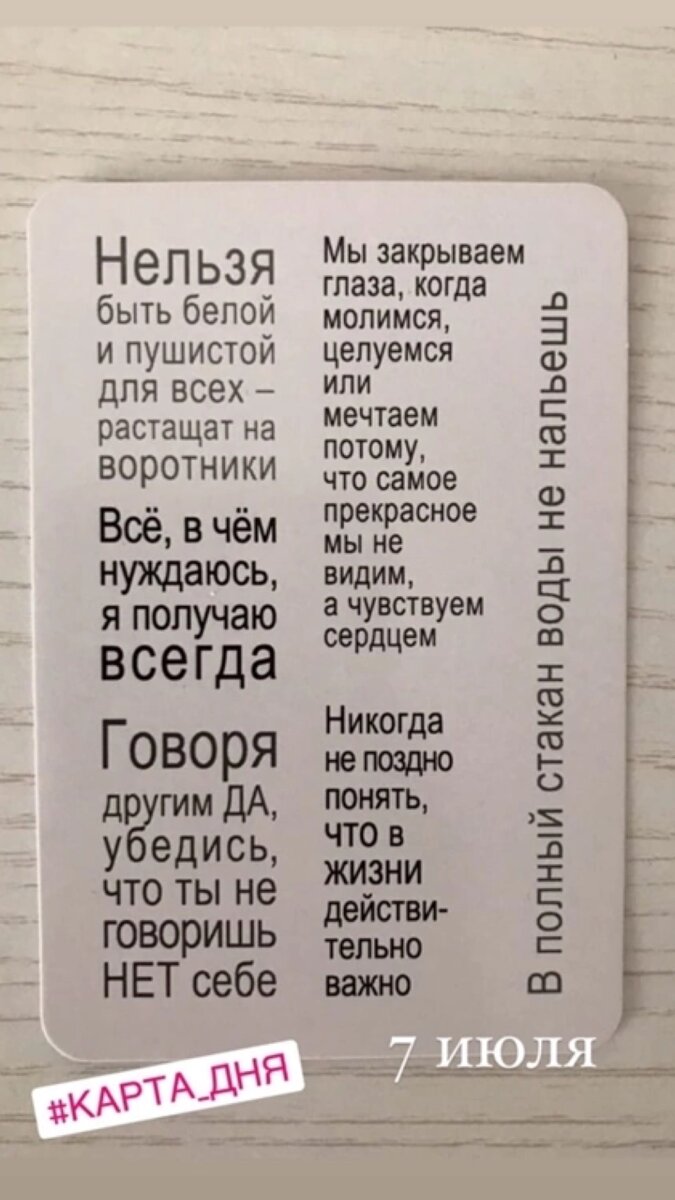 Нельзя
быть белой
и пушистой
для всех –
растащат на
воротники
Всё, в чём
нуждаюсь,
я получаю
всегда
Говоря
другим ДА,
убедись,
что ты не
говоришь
НЕТ себе
Мы закрываем
глаза, когда
молимся,
целуемся
или
мечтаем
потому,
что самое
прекрасное
мы не
видим,
а чувствуем
сердцем
Никогда
не поздно
понять,
что в
жизни
действи-
тельно
важно
В полный стакан воды не нальешь
7 июля
#КАРТА_ДНЯ